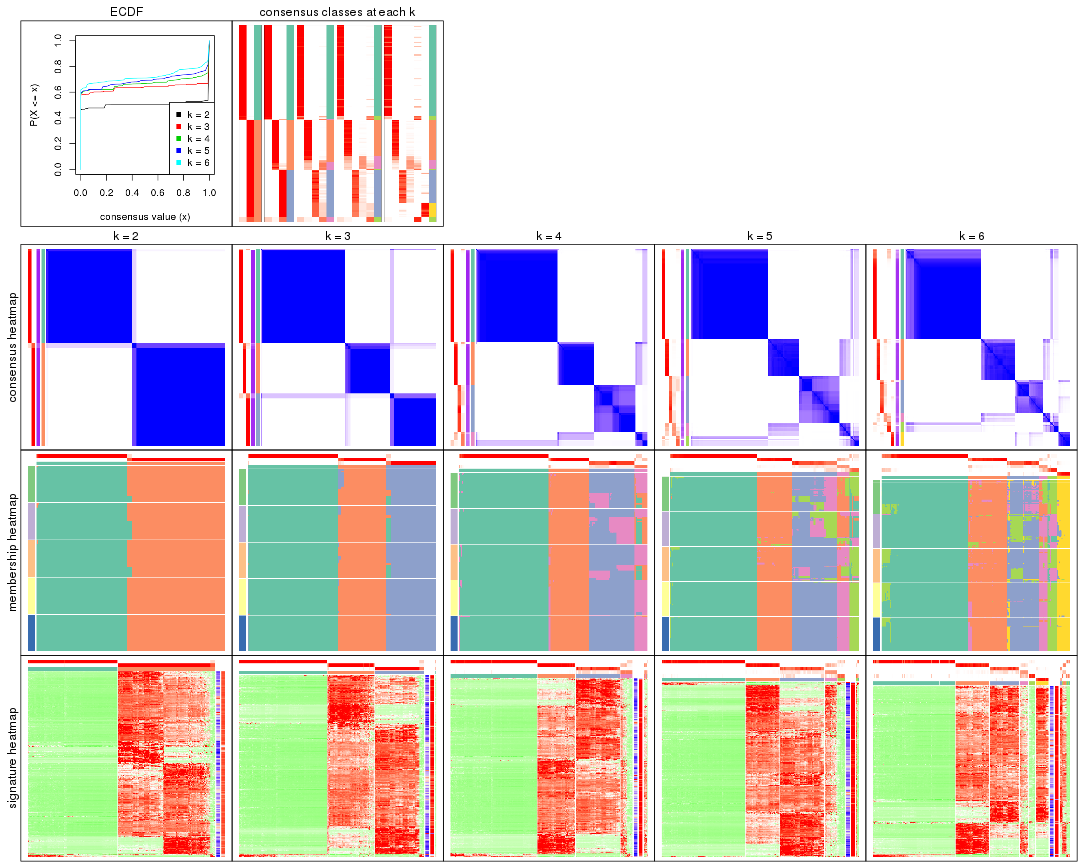 ECDF
consensus classes at each k
P(X <= x)
0.0 0.2 0.4 0.6 0.8 1.0
k = 2
k = 3
k = 4
k = 5
k = 6
0.0 0.2 0.4 0.6 0.8 1.0
consensus value (x)
k = 2
k = 3
k = 4
k = 5
k = 6
consensus heatmap
membership heatmap
signature heatmap